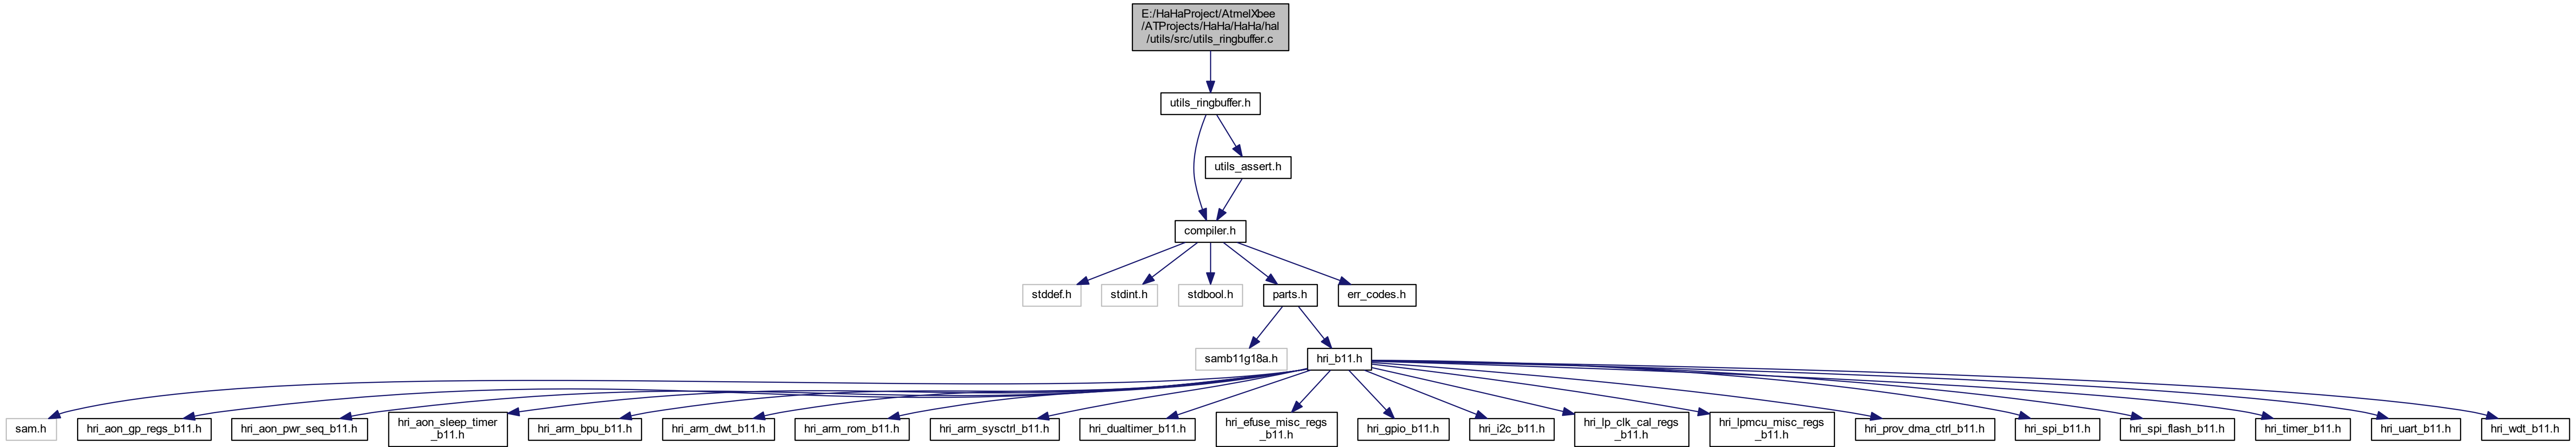 E:/HaHaProject/AtmelXbee
/ATProjects/HaHa/HaHa/hal
/utils/src/utils_ringbuffer.c
utils_ringbuffer.h
utils_assert.h
compiler.h
stddef.h
stdint.h
stdbool.h
parts.h
err_codes.h
samb11g18a.h
hri_b11.h
sam.h
hri_aon_gp_regs_b11.h
hri_aon_pwr_seq_b11.h
hri_aon_sleep_timer
_b11.h
hri_arm_bpu_b11.h
hri_arm_dwt_b11.h
hri_arm_rom_b11.h
hri_arm_sysctrl_b11.h
hri_dualtimer_b11.h
hri_efuse_misc_regs
_b11.h
hri_gpio_b11.h
hri_i2c_b11.h
hri_lp_clk_cal_regs
_b11.h
hri_lpmcu_misc_regs
_b11.h
hri_prov_dma_ctrl_b11.h
hri_spi_b11.h
hri_spi_flash_b11.h
hri_timer_b11.h
hri_uart_b11.h
hri_wdt_b11.h